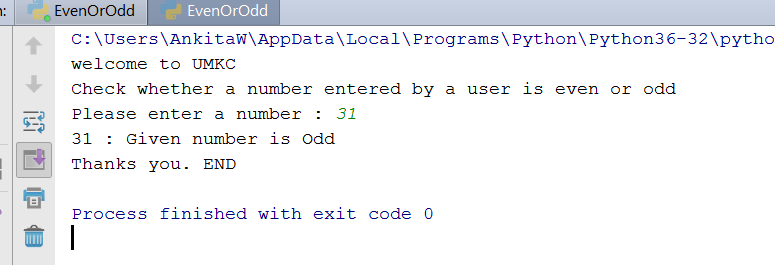 n: EvenOrOdd EvenOrOdd
C:\Users\AnkitaW\AppData\Local\Programs\Python\Python36-32\pytho
welcome to UMKC
Check whether a number entered by a user is even or odd
Please enter a number : 31
31 : Given number is Odd
Thanks you. END
Process finished with exit code 0